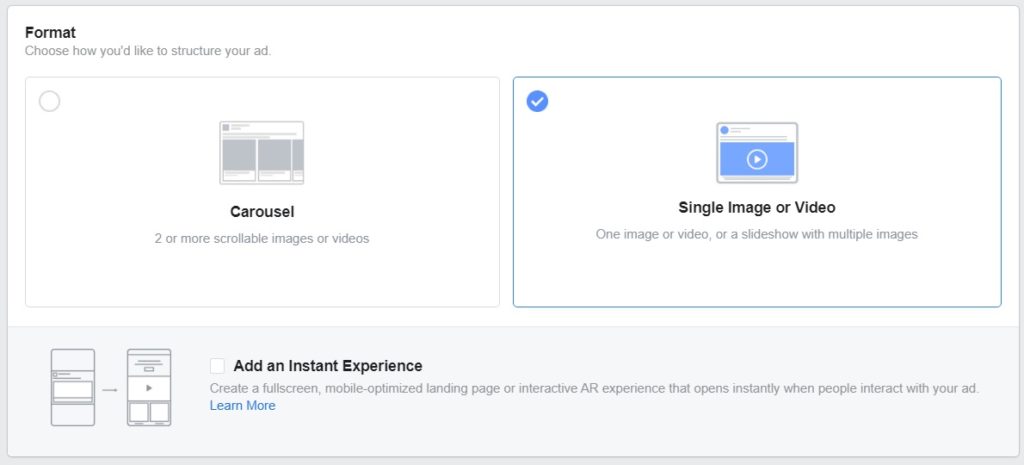 Format
Choose how you'd like to structure your ad.
Carousel
2 or more scrollable images or videos
Single Image or Video
One image or video, or a slideshow with multiple images
Add an Instant Experience
Create a fullscreen, mobile-optimized landing page or interactive AR experience that opens instantly when people interact with your ad.
Learn More